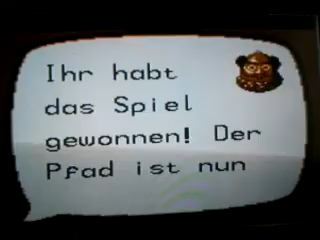 Ihr habt
das Spiel
gewonnen! Der
Pfad ist nun